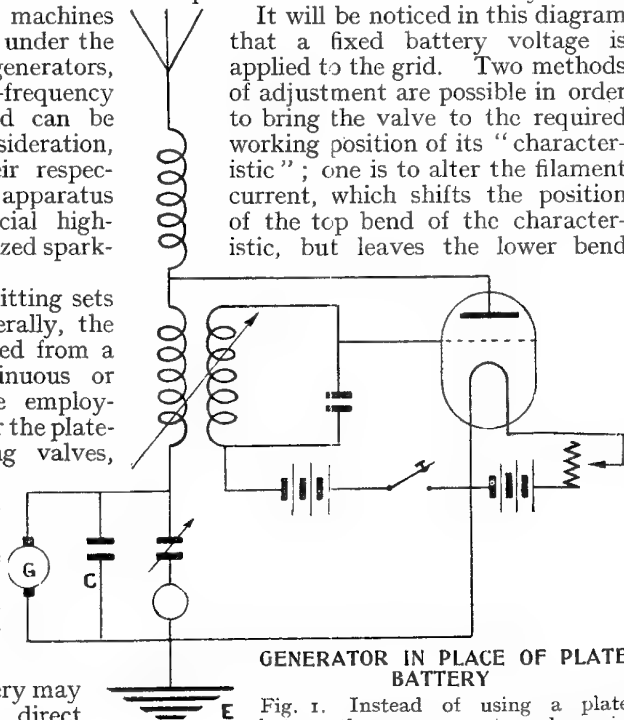 machines
under the
generators,
-frequency
d can be
sideration,
eir respec-
apparatus
cial high-
zed spark-
itting sets
erally, the
ed from a
inuous or
e employ-
r the plate-
ng valves,
It will be noticed in this diagram
that a fixed battery voltage is
applied to the grid. Two methods
of adjustment are possible in order
to bring the valve to the required
working position of its "character-
istic"; one is to alter the filament
current, which shifts the position
of the top bend of the character-
istic, but leaves the lower bend
G
C
E
GENERATOR IN PLACE OF PLATE
BATTERY
Fig. 1. Instead of using a plate
ery may
direct